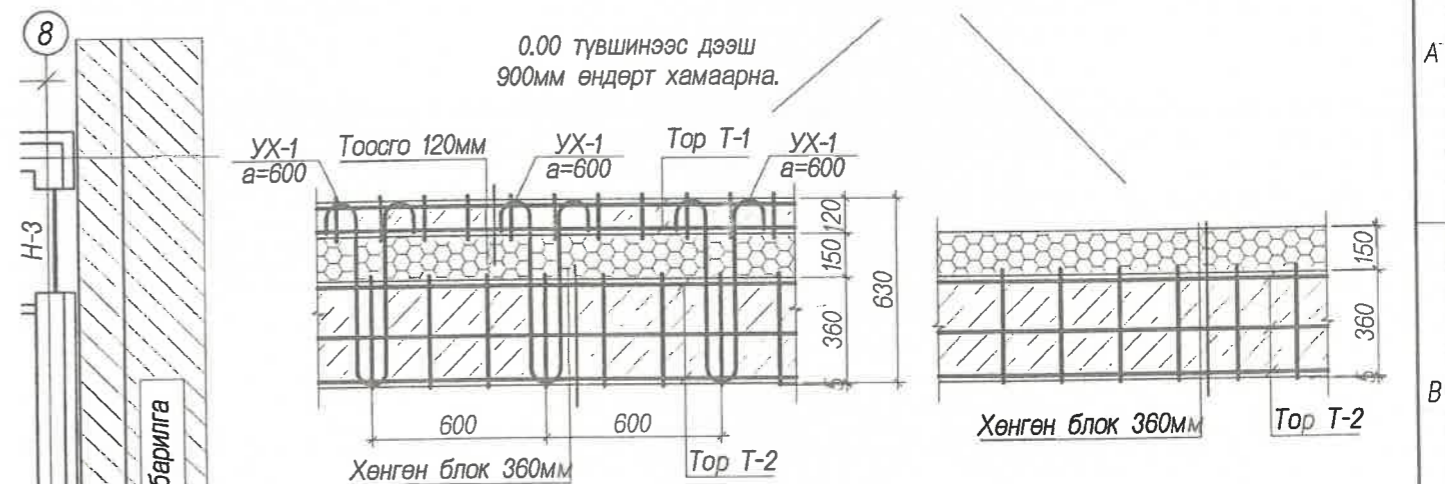 8
0.00 түвшинээс дээш
900мм өндөрт хамаарна.
А
УХ-1
а=600
Тоосго 120мм
УХ-1
а=600
Тор Т-1
УХ-1
а=600
Н-3
120
150
360
630
150
360
600
600
Хөнгөн блок 360мм
Тор Т-2
Хөнгөн блок 360мм
Тор Т-2
В
барилга